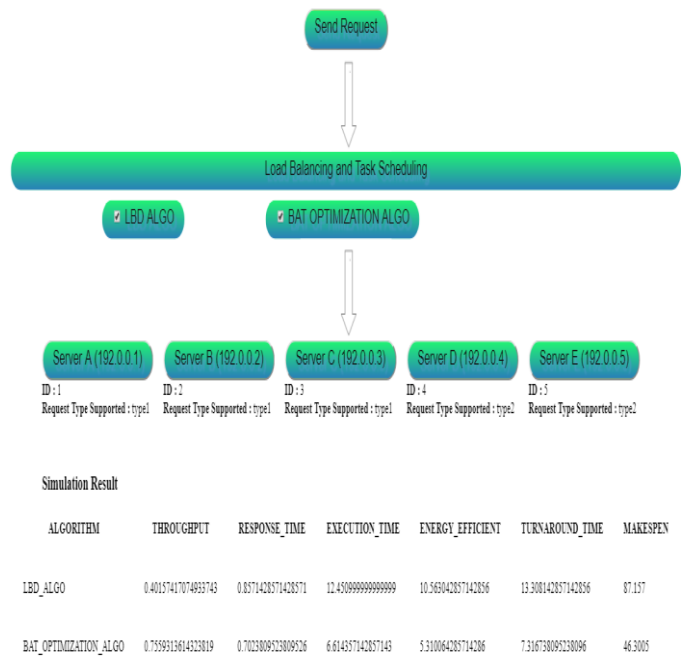 Send Request
Load Balancing and Task Scheduling
LBD ALGO
BAT OPTIMIZATION ALGO
Server A (192.0.0.1)
ID : 1
Request Type Supported : type1
Server B (192.0.0.2)
ID : 2
Request Type Supported : type1
Server C (192.0.0.3)
ID : 3
Request Type Supported : type1
Server D (192.0.0.4)
ID : 4
Request Type Supported : type2
Server E (192.0.0.5)
ID : 5
Request Type Supported : type2
Simulation Result
ALGORITHM THROUGHPUT RESPONSE_TIME EXECUTION_TIME ENERGY_EFFICIENT TURNAROUND_TIME MAKESPEN
LBD_ALGO 0.40157417074933743 0.8571428571428571 12.450999999999999 10.563042857142856 13.308142857142856 87.157
BAT_OPTIMIZATION_ALGO 0.7559313614323819 0.7023809523809526 6.614357142857143 5.310064285714286 7.316738095238096 46.3005